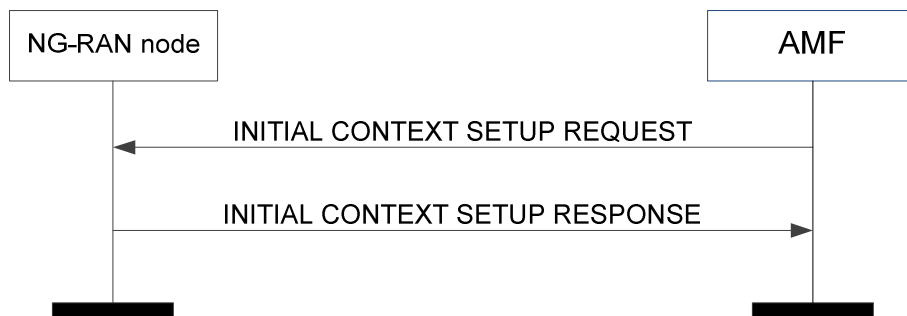 NG-RAN node
AMF
INITIAL CONTEXT SETUP REQUEST
INITIAL CONTEXT SETUP RESPONSE